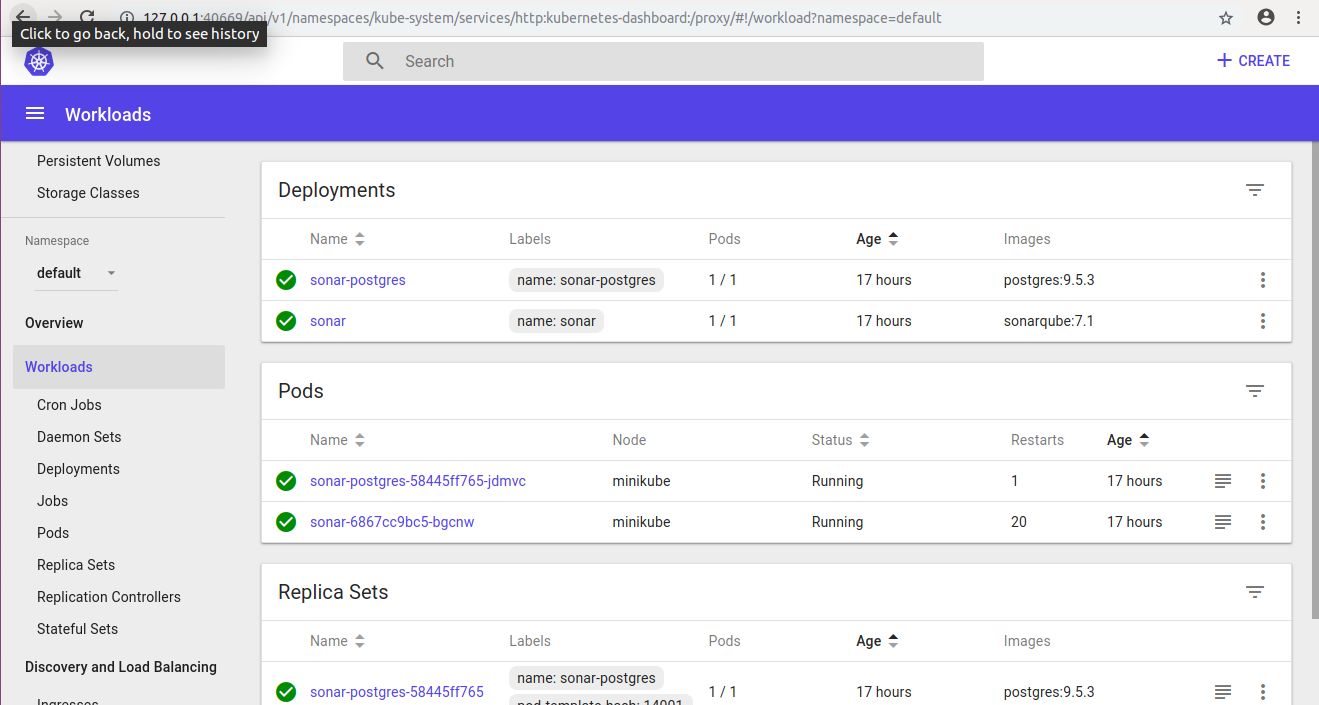 127.0.0.1:40669/api/v1/namespaces/kube-system/services/http:kubernetes-dashboard:/proxy/#!/workload?namespace=default
Click to go back, hold to see history
Search
CREATE
Workloads
Persistent Volumes
Storage Classes
Namespace
default
Overview
Workloads
Cron Jobs
Daemon Sets
Deployments
Jobs
Pods
Replica Sets
Replication Controllers
Stateful Sets
Discovery and Load Balancing
Ingresses
Deployments
Name Labels Pods Age Images
sonar-postgres name: sonar-postgres 1 / 1 17 hours postgres:9.5.3
sonar name: sonar 1 / 1 17 hours sonarqube:7.1
Pods
Name Node Status Restarts Age
sonar-postgres-58445ff765-jdmvc minikube Running 1 17 hours
sonar-6867cc9bc5-bgcnw minikube Running 20 17 hours
Replica Sets
Name Labels Pods Age Images
name: sonar-postgres
sonar-postgres-58445ff765 1 / 1 17 hours postgres:9.5.3
pod-template-hash: 14001